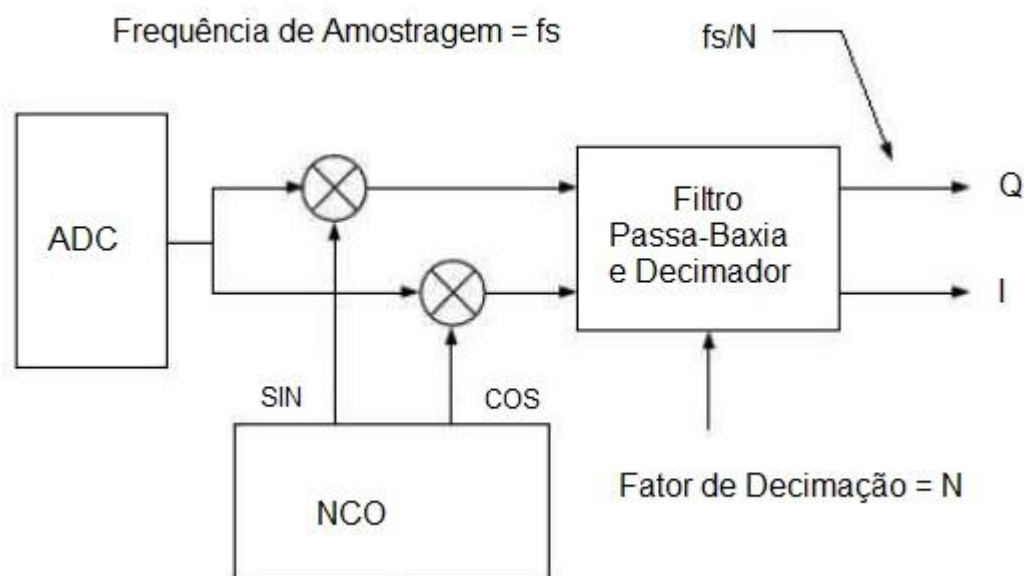 Frequência de Amostragem = fs
fs/N
ADC
Filtro
Passa-Baxia
e Decimador
Q
I
SIN
COS
NCO
Fator de Decimação = N